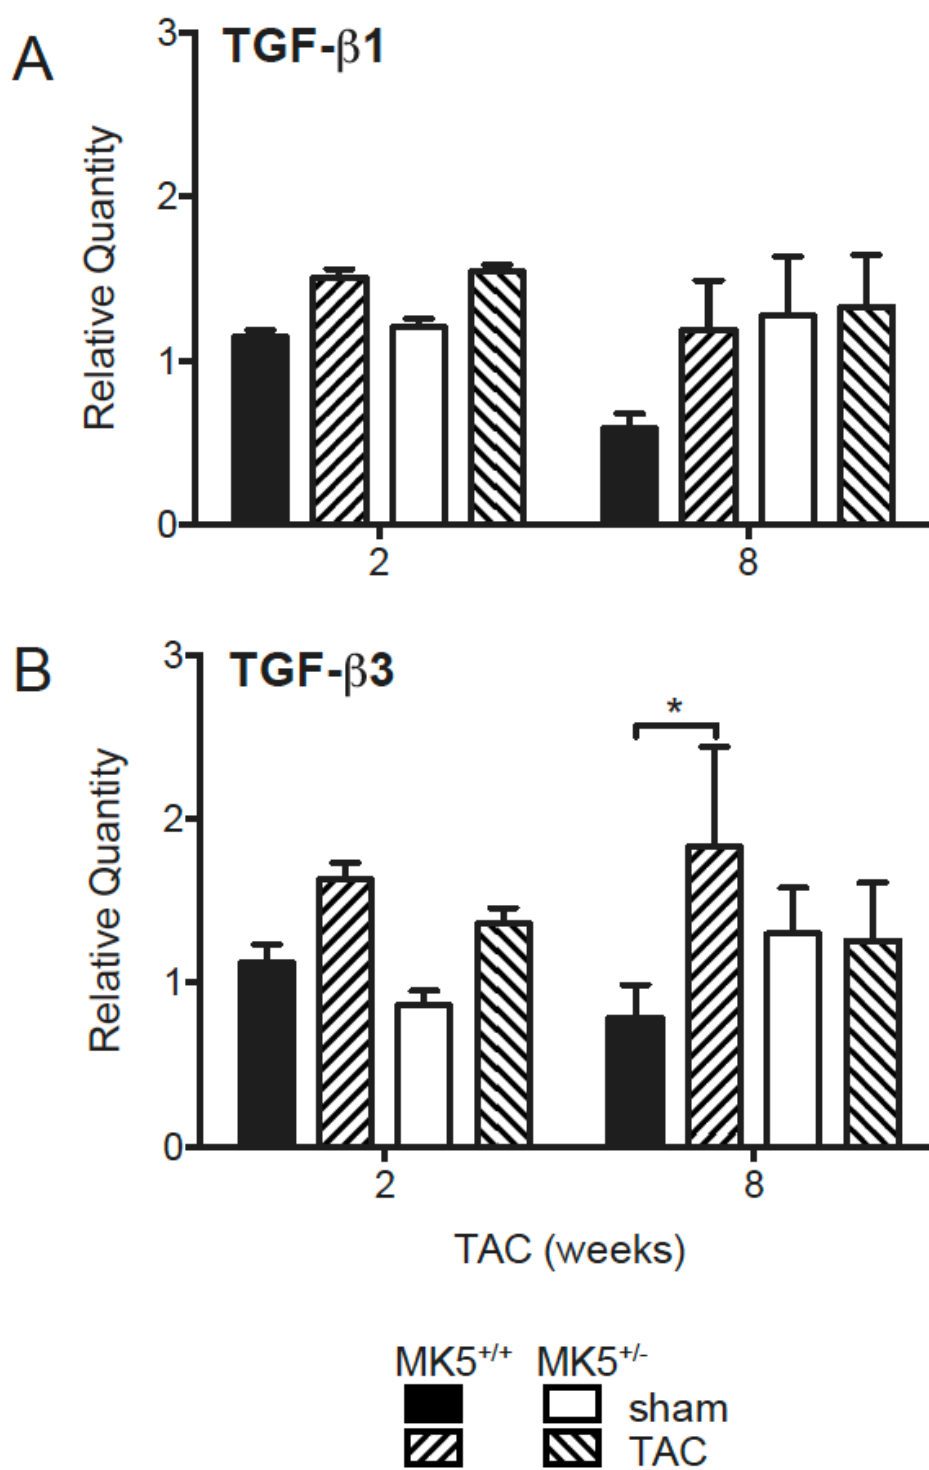 A
TGF-β1
3
2
1
0
Relative Quantity
2 8
B
TGF-β3
3
2
1
0
Relative Quantity
*
2 8
TAC (weeks)
MK5+/+ MK5+/-
sham
TAC